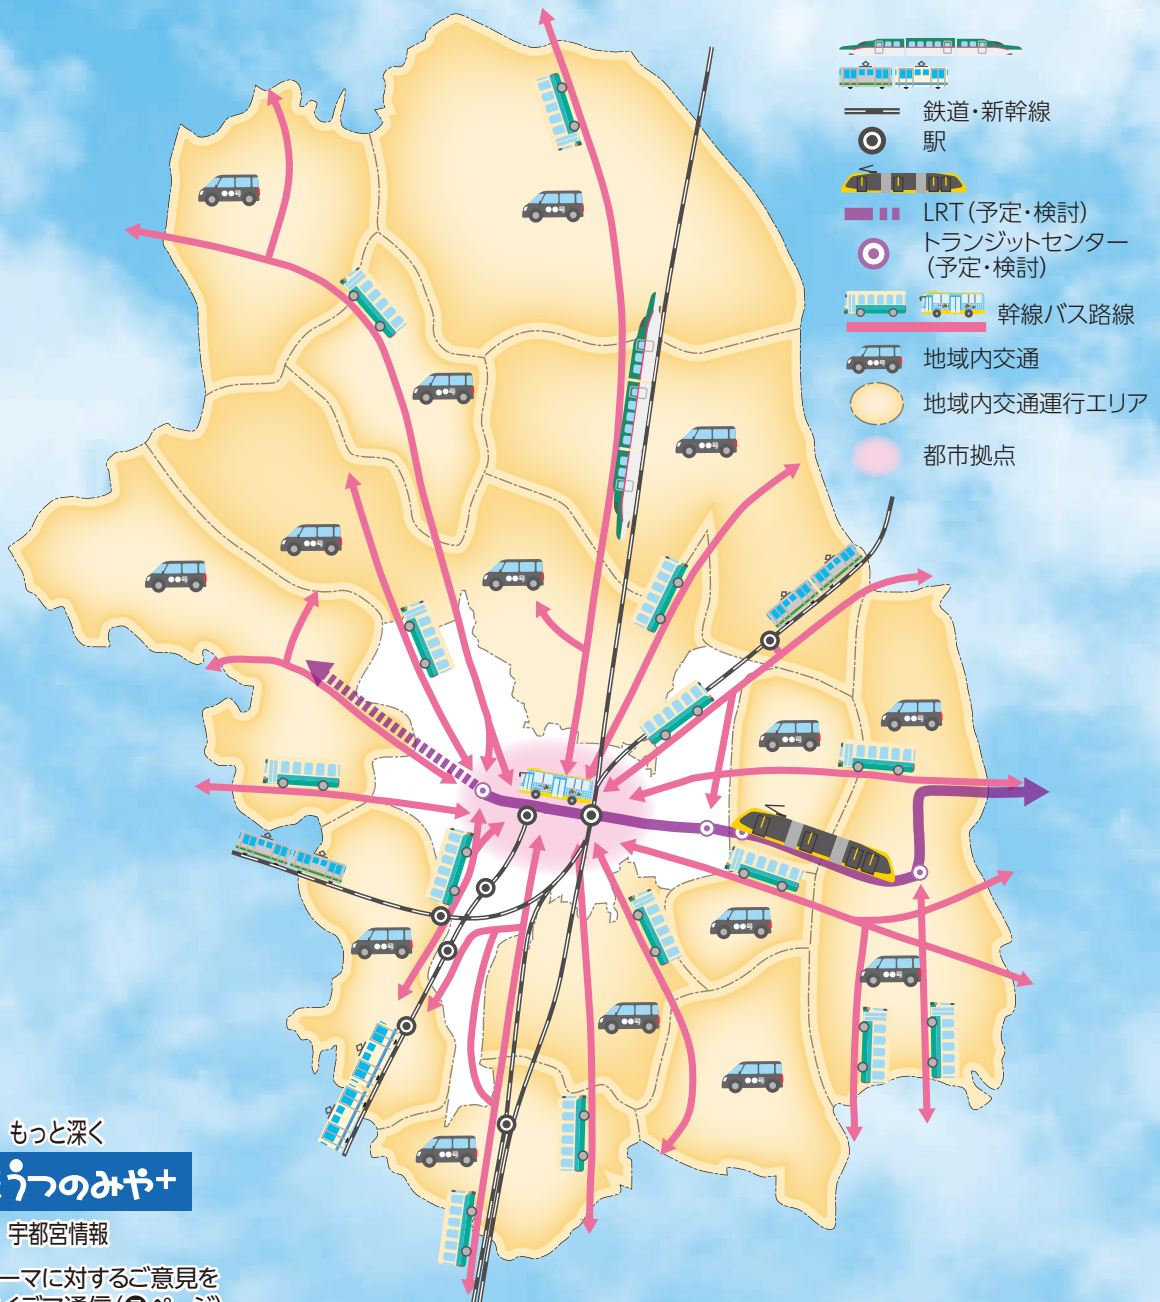 鉄道・新幹線
駅
LRT(予定・検討)
トランジットセンター
(予定・検討)
幹線バス路線
地域内交通
地域内交通運行エリア
都市拠点
もっと深く
うつのみや+
宇都宮情報
ーマに対するご意見を